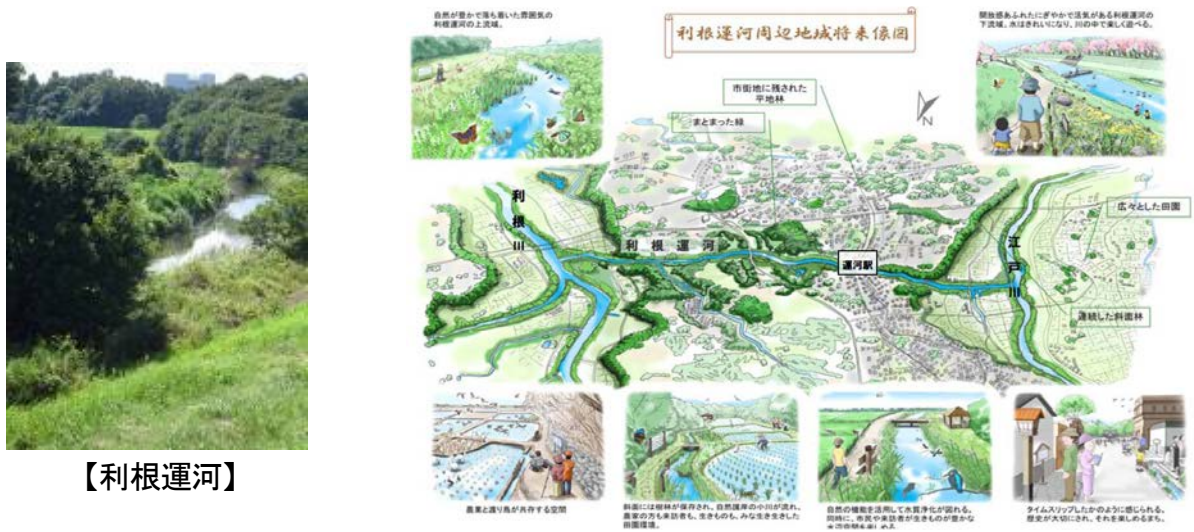 自然が豊かで落ち着いた雰囲気の
利根運河の上流域。
利根運河周辺地域将来像図
開放感あふれたにぎやかで活気がある利根運河の
下流域。水はきれいになり、川の中で楽しく遊べる。
市街地に残された
平地林
まとまった緑
N
利根川
利根運河
運河駅
江戸川
広々とした田園
連続した斜面林
【利根運河】
農業と渡り鳥が共存する空間
斜面には樹林が保存され、自然護岸の小川が流れ、
農家の方も来訪者も、生きものも、みな生き生きした
田園環境。
自然の機能を活用して水質浄化が図れる。
同時に、市民や来訪者が生きものが豊かな
水辺空間を楽しめる。
タイムスリップしたかのように感じられる。
歴史が大切にされ、それを楽しめるまち。